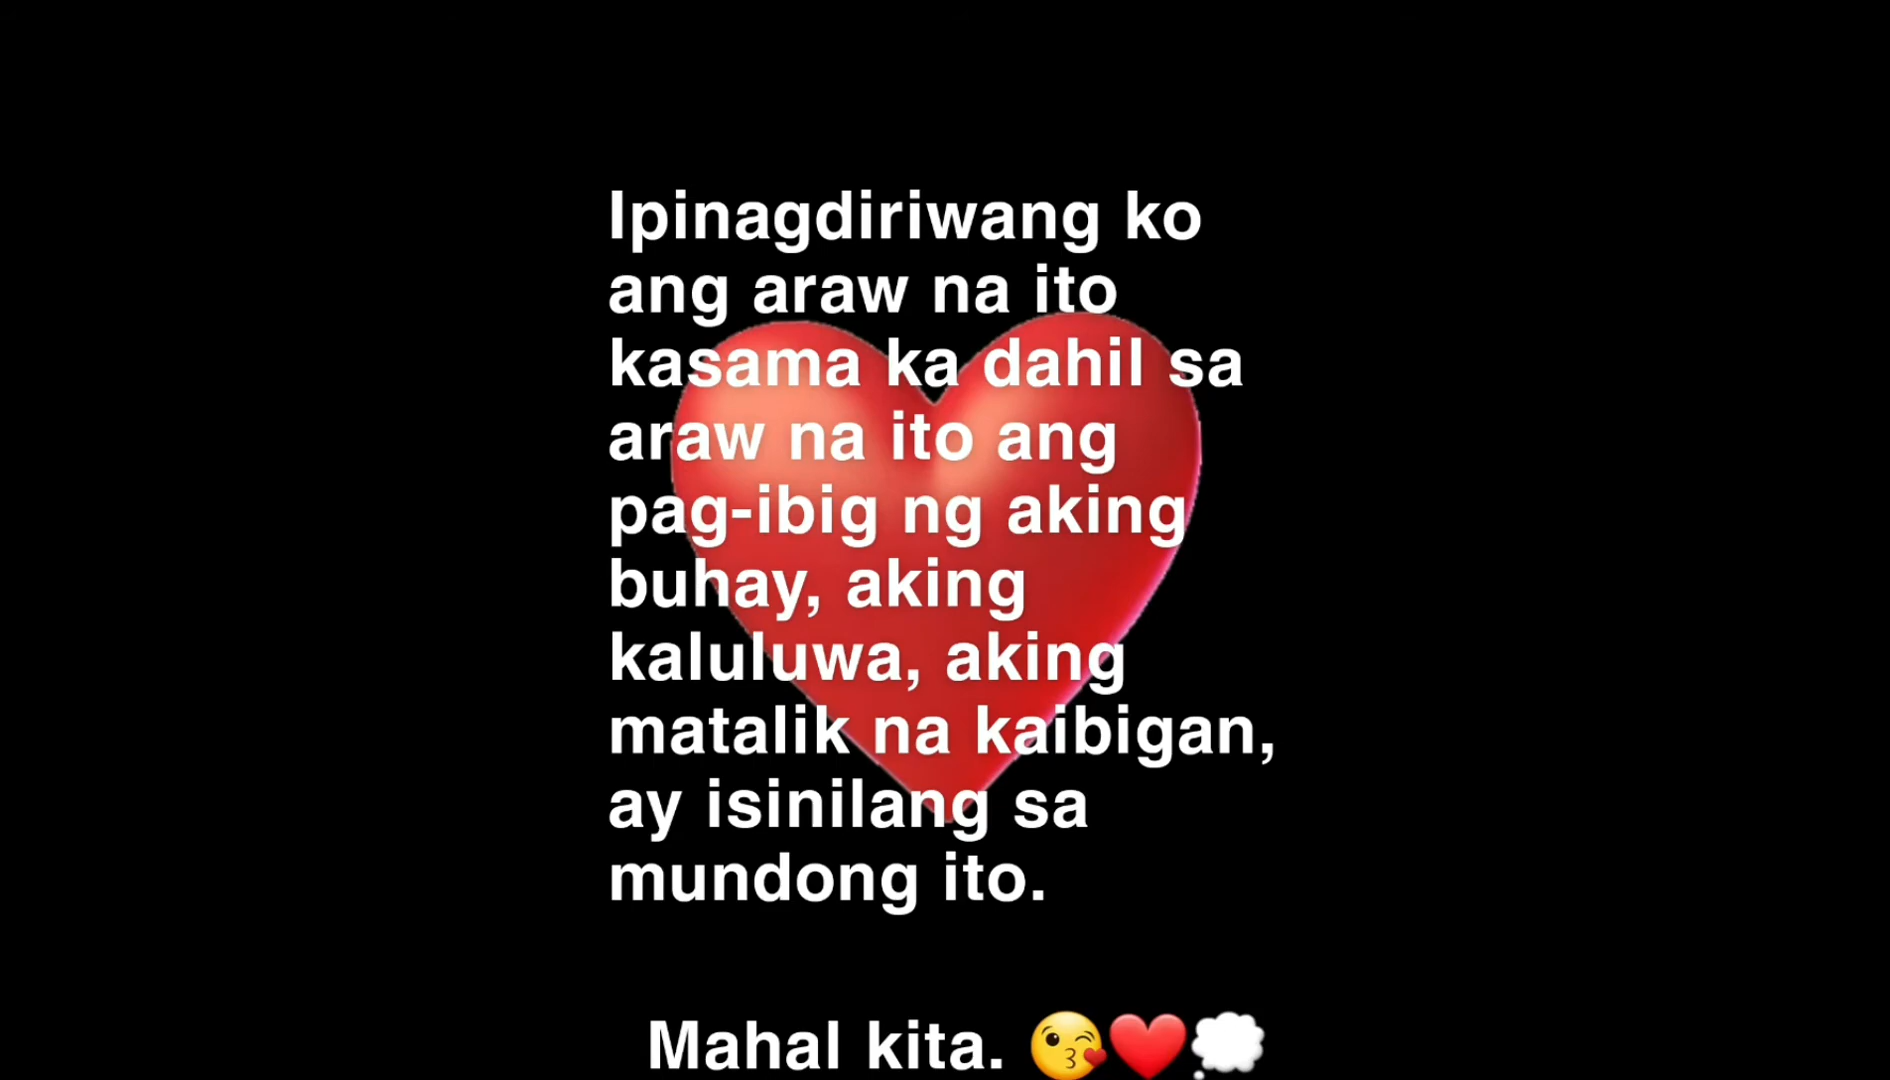 Ipinagdiriwang ko
ang araw na ito
kasama ka dahil sa
araw na ito ang
pag-ibig ng aking
buhay, aking
kaluluwa, aking
matalik na kaibigan,
ay isinilang sa
mundong ito.
Mahal kita. 😘❤️💭